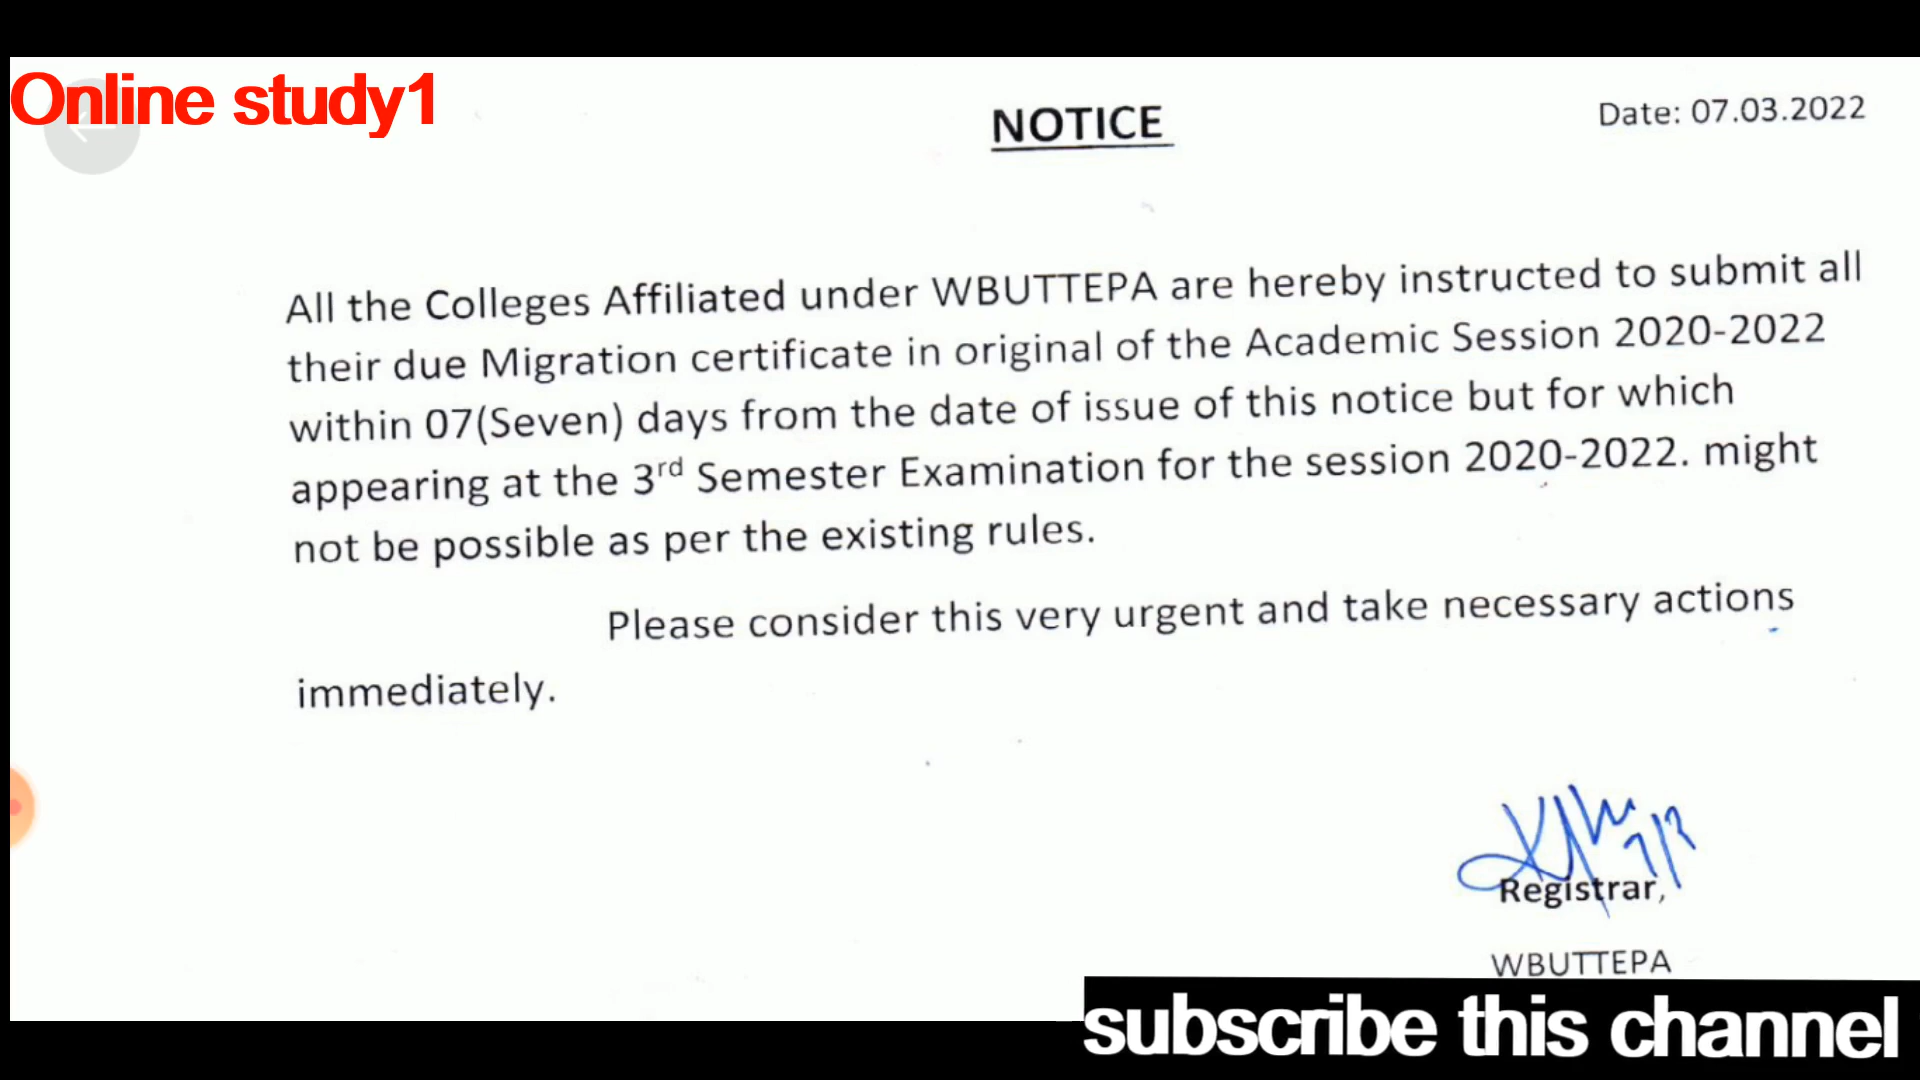 Online study1
NOTICE
Date: 07.03.2022
All the Colleges Affiliated under WBUTTEPA are hereby instructed to submit all
their due Migration certificate in original of the Academic Session 2020-2022
within 07(Seven) days from the date of issue of this notice but for which
appearing at the 3rd Semester Examination for the session 2020-2022. might
not be possible as per the existing rules.
Please consider this very urgent and take necessary actions
immediately.
7/3
Registrar,
WBUTTEPA
subscribe this channel